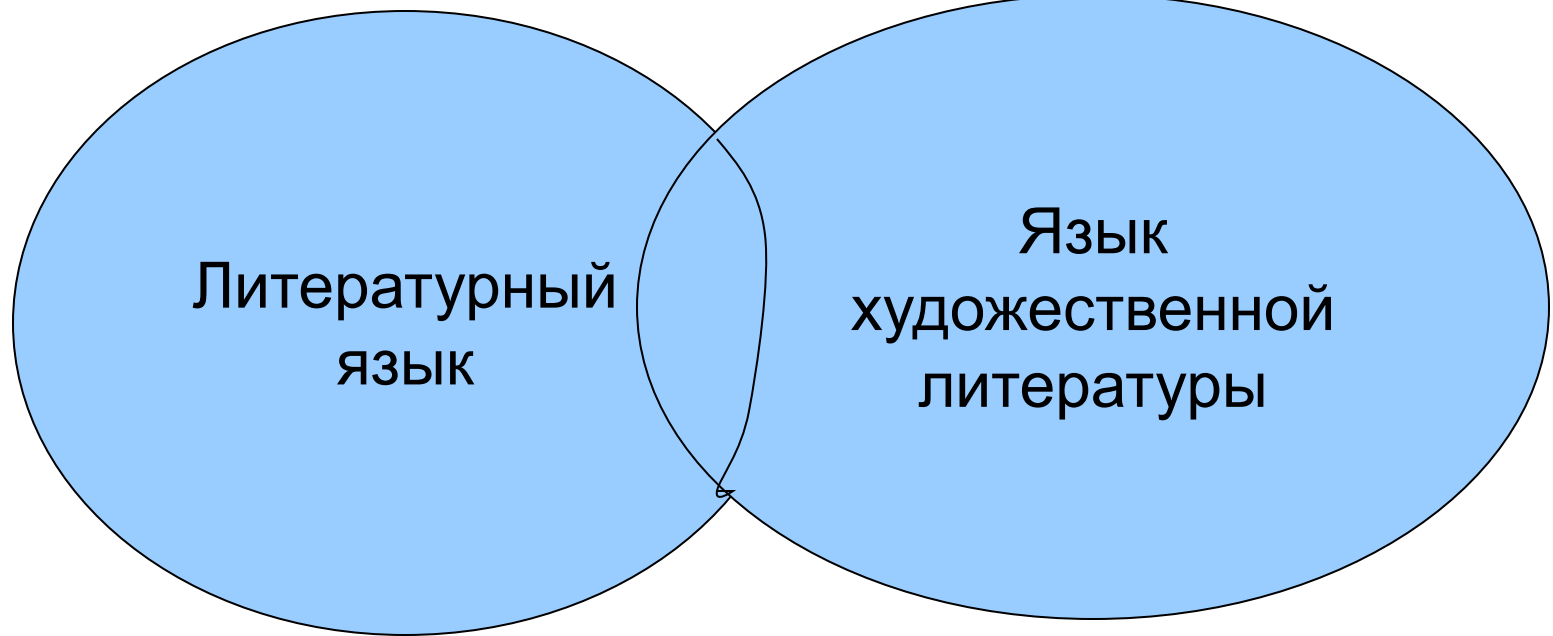 Литературный
язык
Язык
художественной
литературы